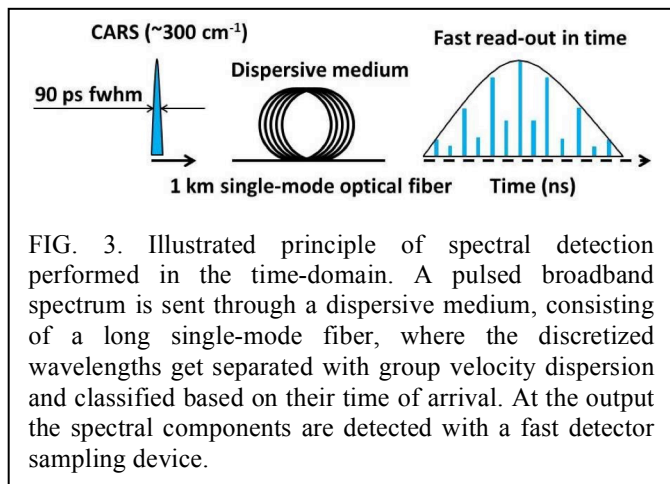 CARS (~300 cm⁻¹)
Fast read-out in time
Dispersive medium
90 ps fwhm
1 km single-mode optical fiber
Time (ns)
FIG. 3. Illustrated principle of spectral detection
performed in the time-domain. A pulsed broadband
spectrum is sent through a dispersive medium, consisting
of a long single-mode fiber, where the discretized
wavelengths get separated with group velocity dispersion
and classified based on their time of arrival. At the output
the spectral components are detected with a fast detector
sampling device.